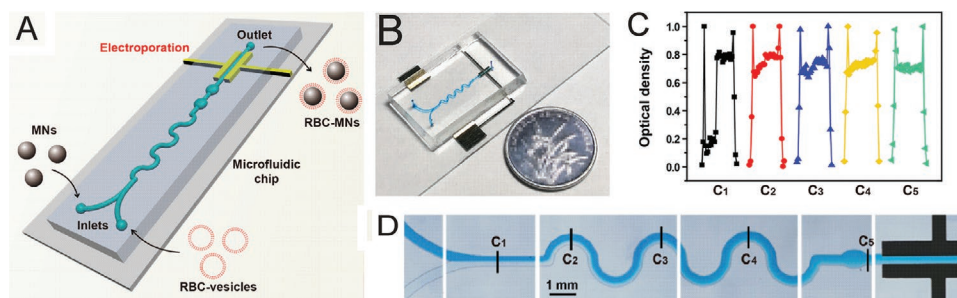 A
Electroporation
Outlet
RBC-MNs
MNs
Microfluidic
chip
Inlets
RBC-vesicles
B
C
Optical density
1.0
0.8
0.6
0.4
0.2
0.0
C1
C2
C3
C4
C5
D
C1
C2
C3
C4
C5
1 mm